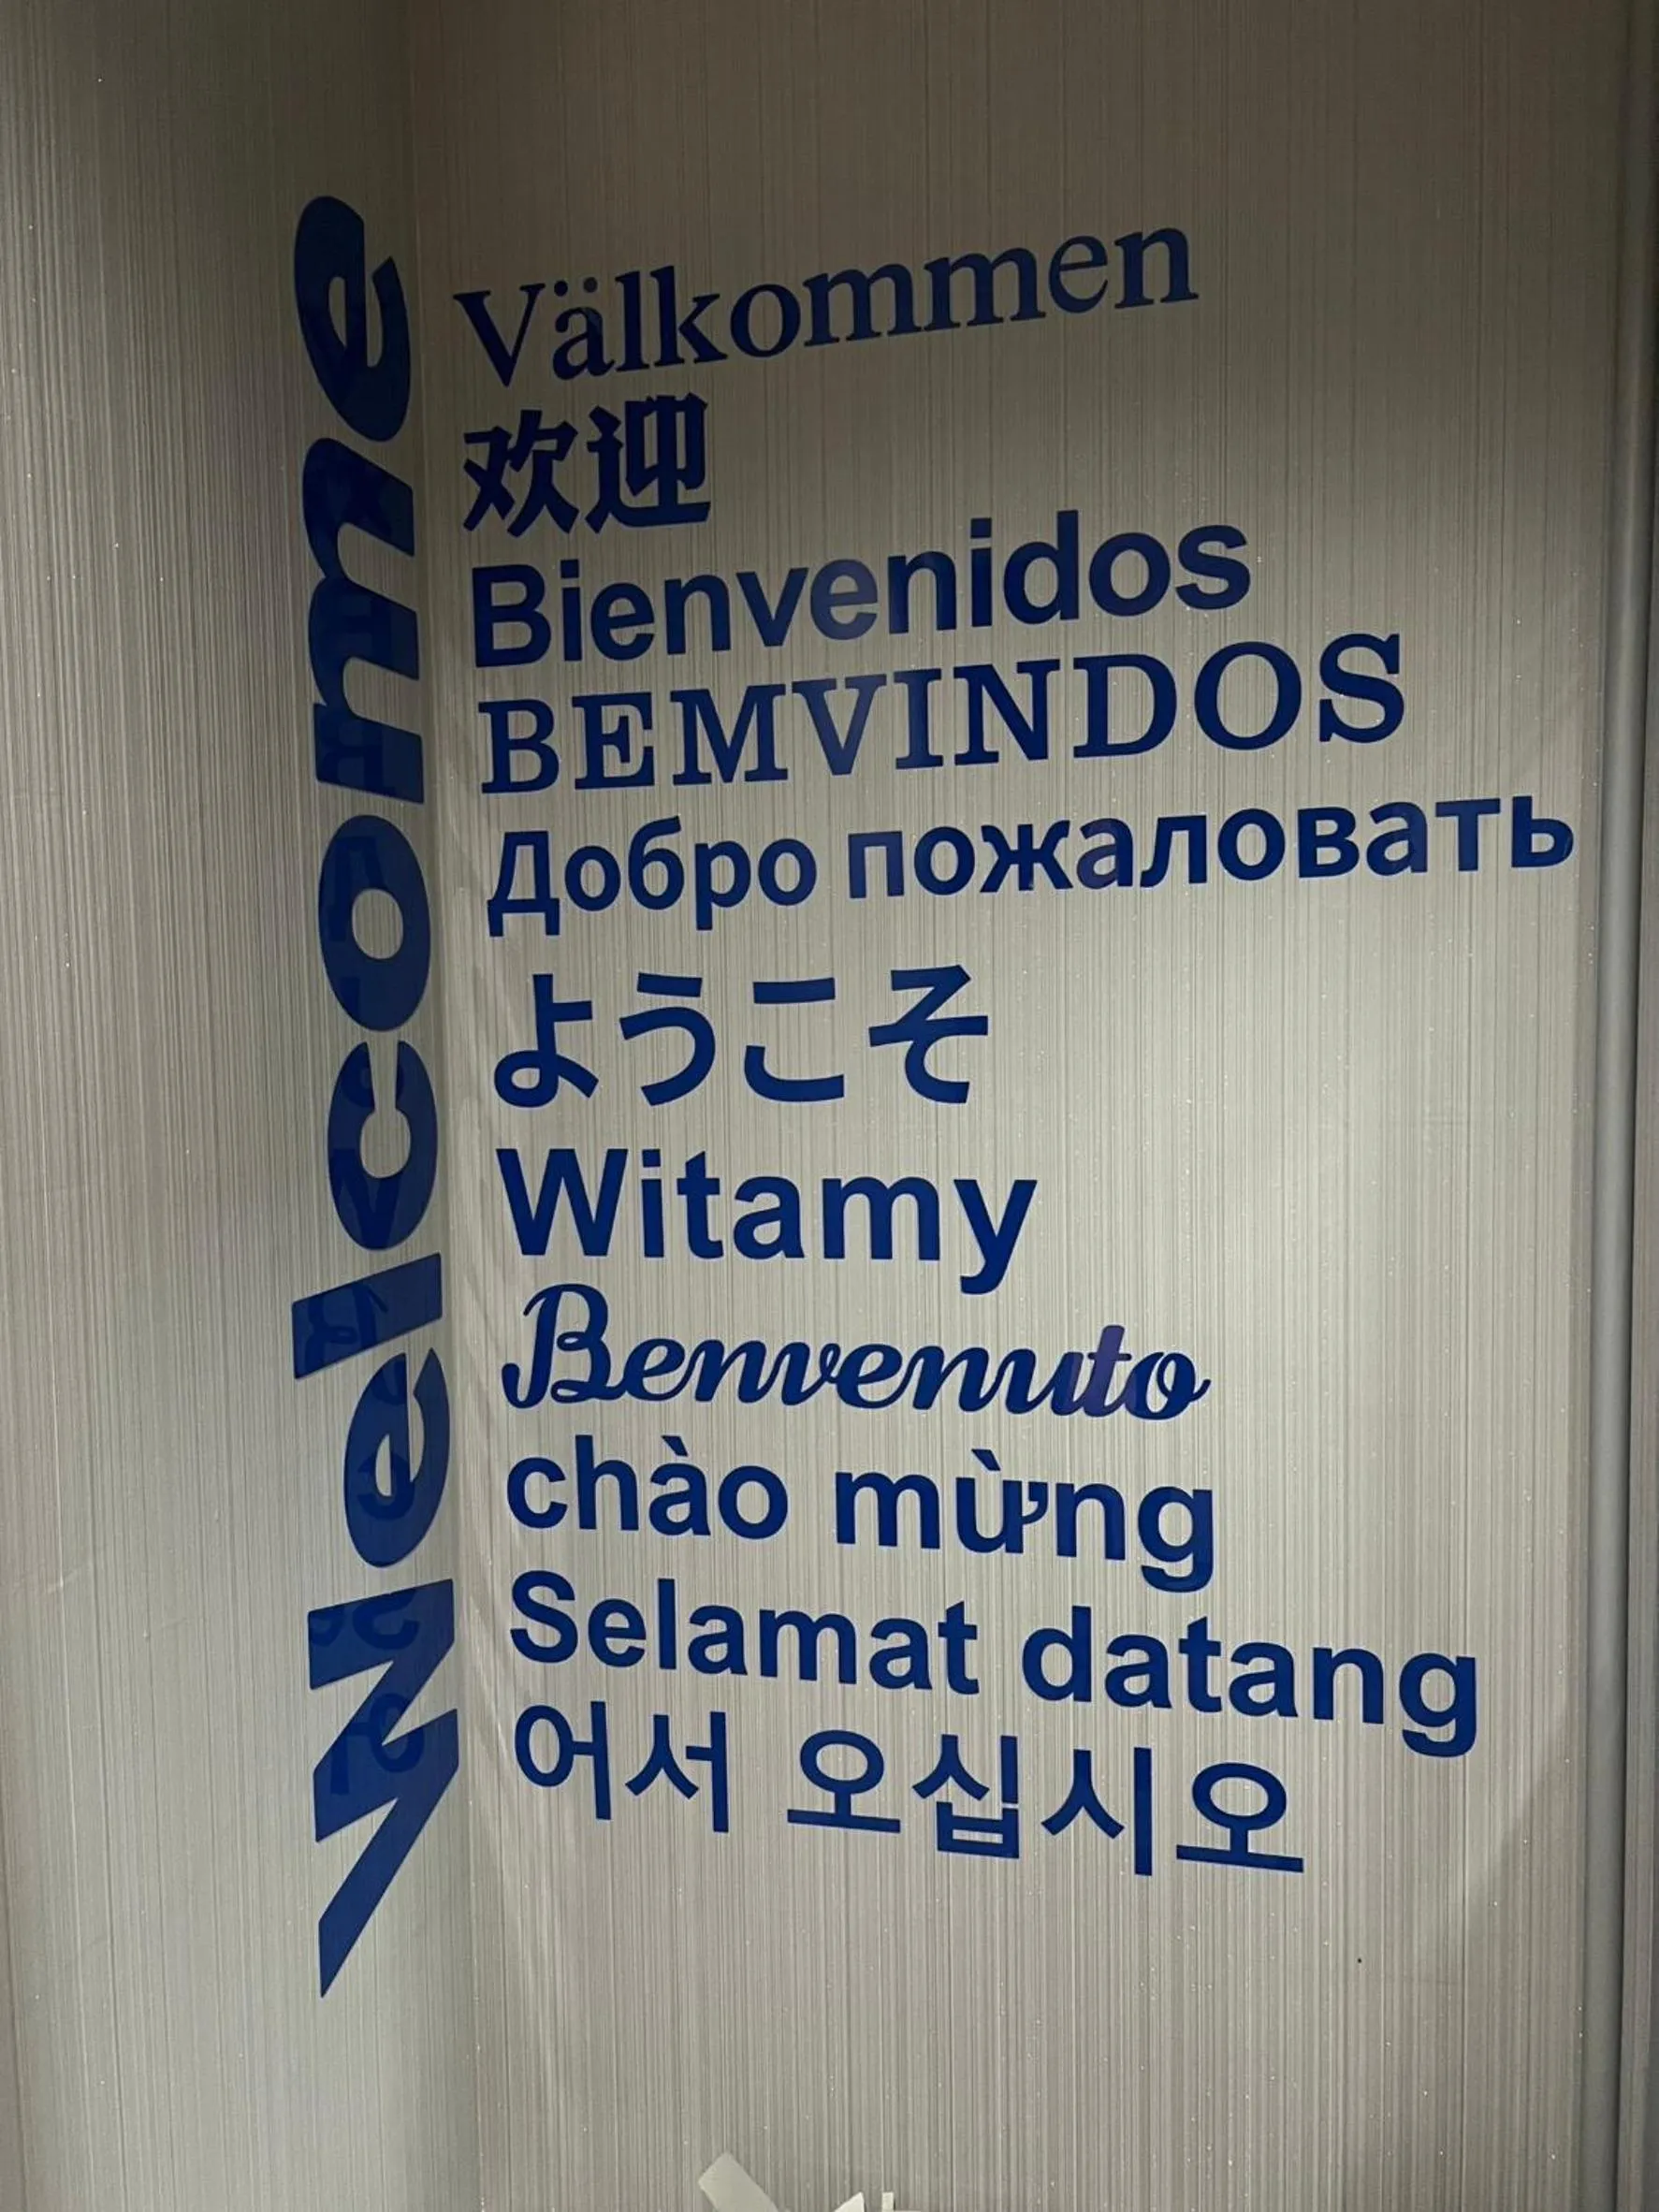 Welcome
Välkommen
欢迎
Bienvenidos
BEMVINDOS
Добро пожаловать
ようこそ
Witamy
Benvenuto
chào mừng
Selamat datang
어서 오십시오